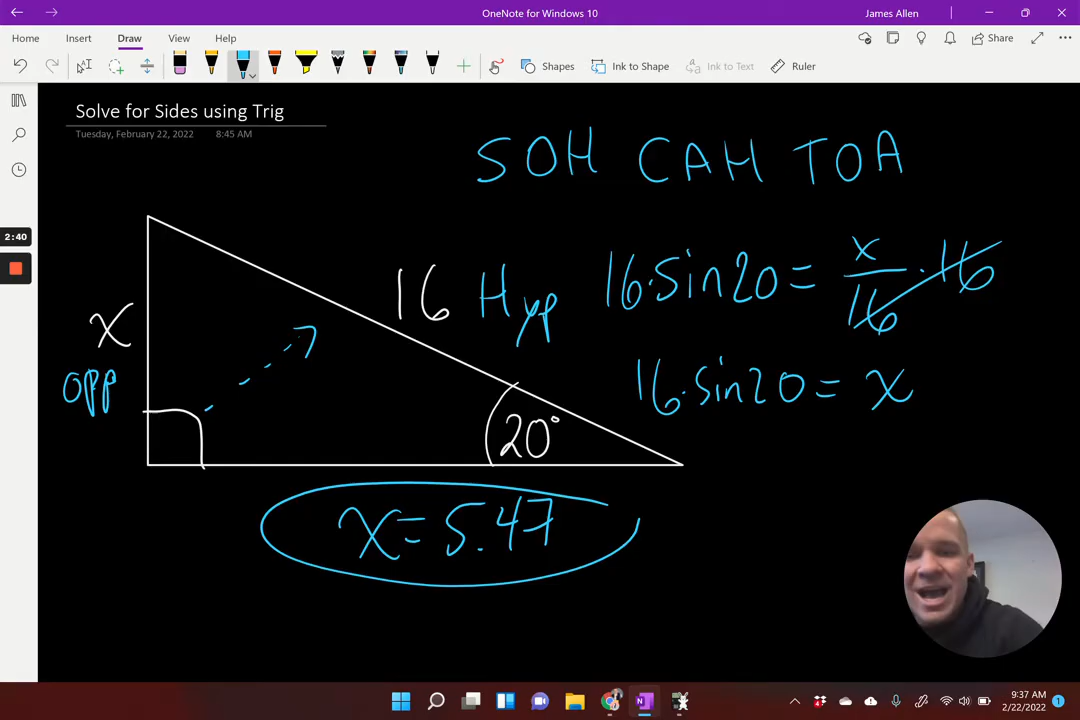 OneNote for Windows 10
James Allen
Home Insert Draw View Help
Share
Shapes Ink to Shape Ink to Text Ruler
Solve for Sides using Trig
Tuesday, February 22, 2022 8:45 AM
SOH CAH TOA
2:40
16 Hyp
16·sin20 = x/16 · 16
x
opp
16·sin20 = x
20°
x = 5.47
9:37 AM
2/22/2022
1